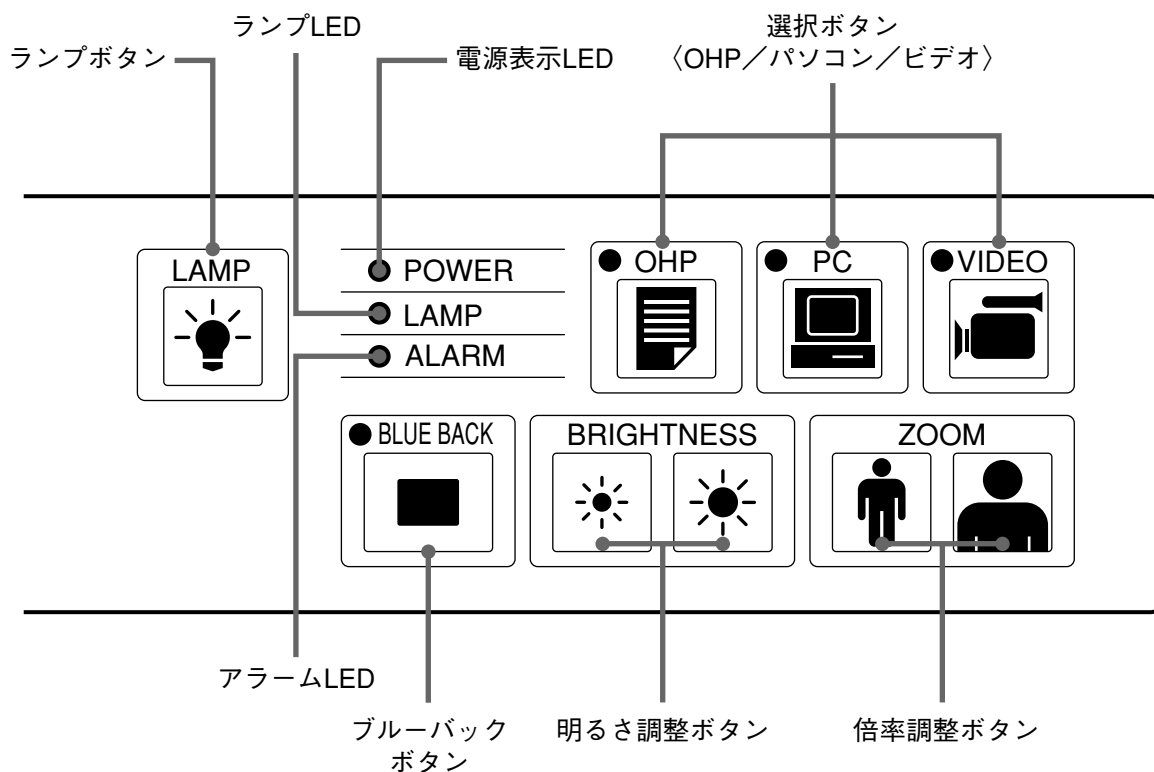 ランプLED
選択ボタン
ランプボタン
電源表示LED
〈OHP／パソコン／ビデオ〉
LAMP
POWER
LAMP
ALARM
OHP
PC
VIDEO
BLUE BACK
BRIGHTNESS
ZOOM
アラームLED
ブルーバック
ボタン
明るさ調整ボタン
倍率調整ボタン